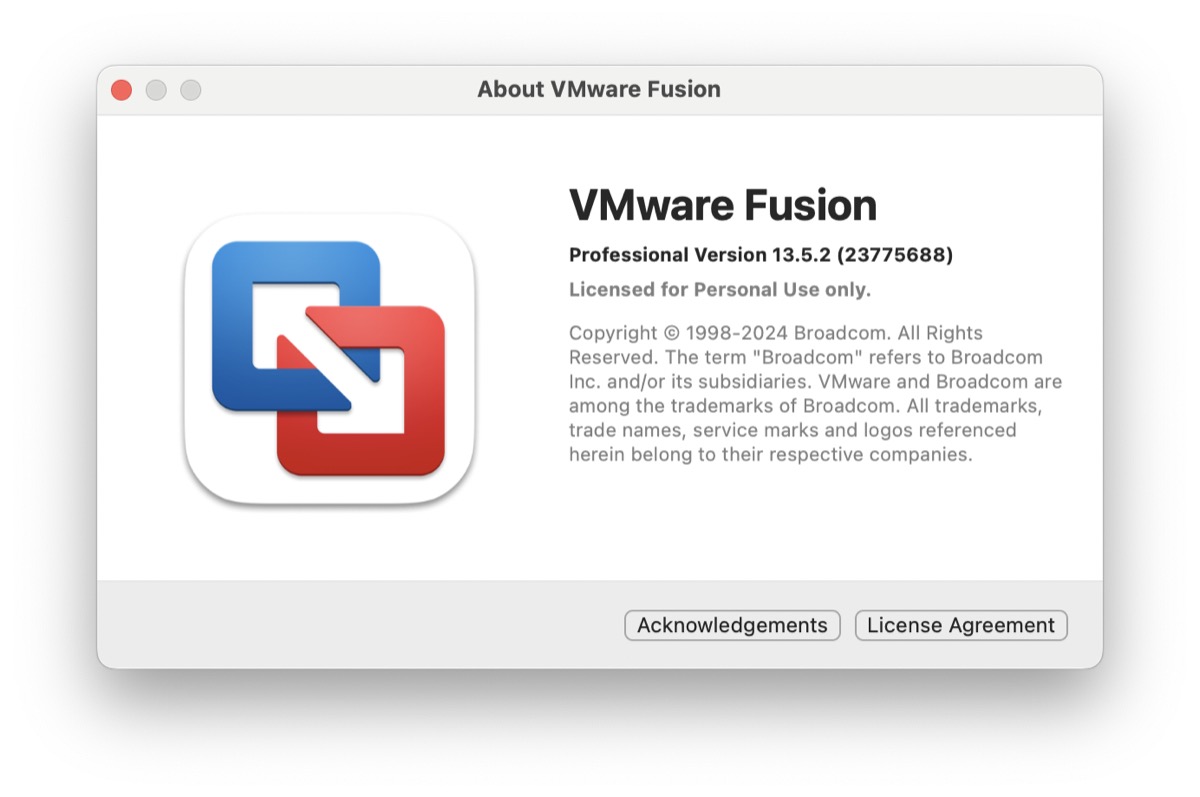 About VMware Fusion
VMware Fusion
Professional Version 13.5.2 (23775688)
Licensed for Personal Use only.
Copyright © 1998-2024 Broadcom. All Rights
Reserved. The term "Broadcom" refers to Broadcom
Inc. and/or its subsidiaries. VMware and Broadcom are
among the trademarks of Broadcom. All trademarks,
trade names, service marks and logos referenced
herein belong to their respective companies.
Acknowledgements
License Agreement